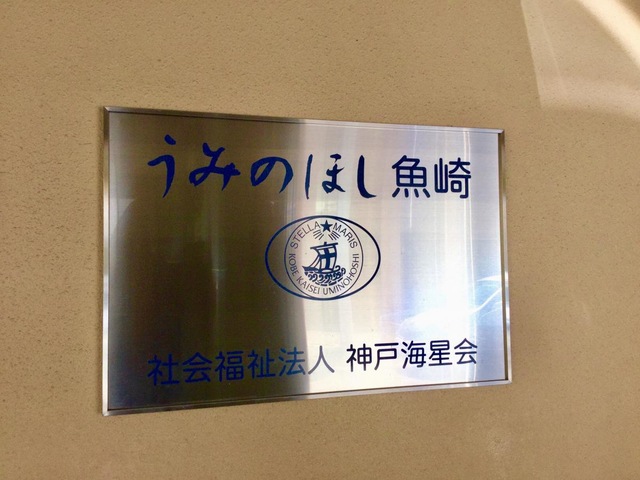 うみのほし 魚崎
STELLA ★ MARIS
KOBE KAISEI UMINOHOSHI
社会福祉法人 神戸海星会